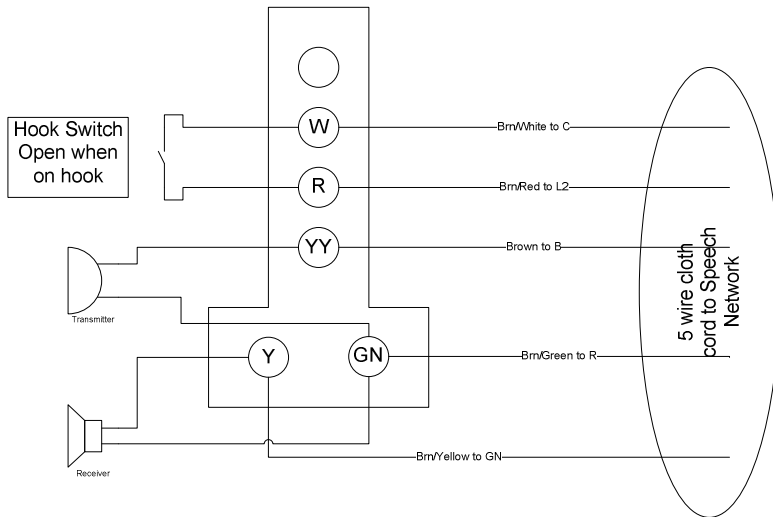 Hook Switch
Open when
on hook
W
Brn/White to C
R
Brn/Red to L2
YY
Brown to B
Transmitter
Y
GN
Brn/Green to R
Receiver
Brn/Yellow to GN
5 wire cloth
cord to Speech
Network